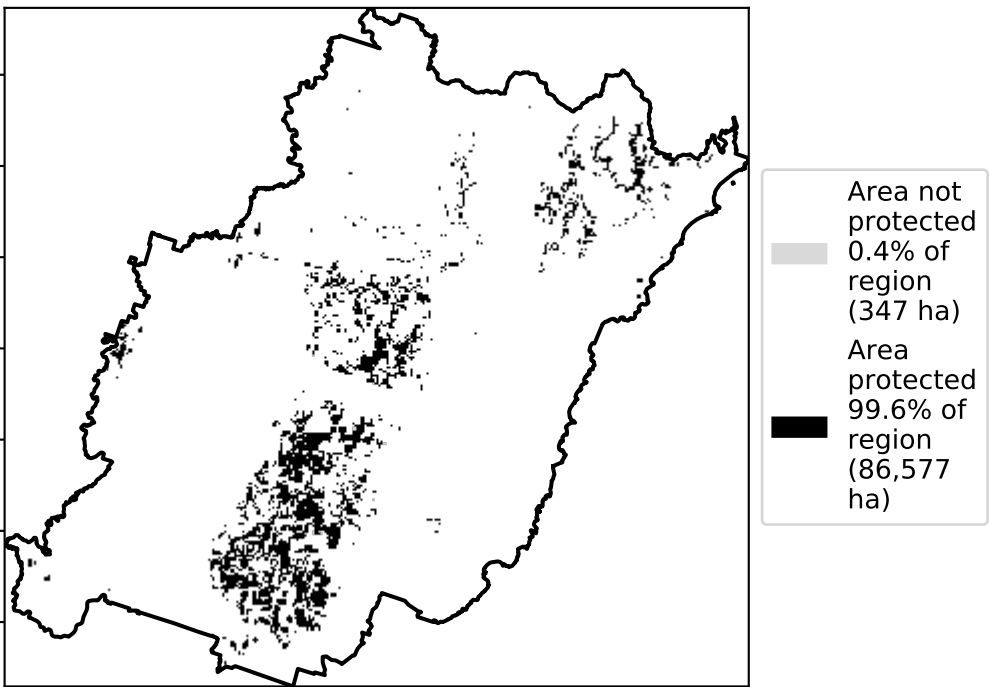 Area not
protected
0.4% of
region
(347 ha)
Area
protected
99.6% of
region
(86,577
ha)